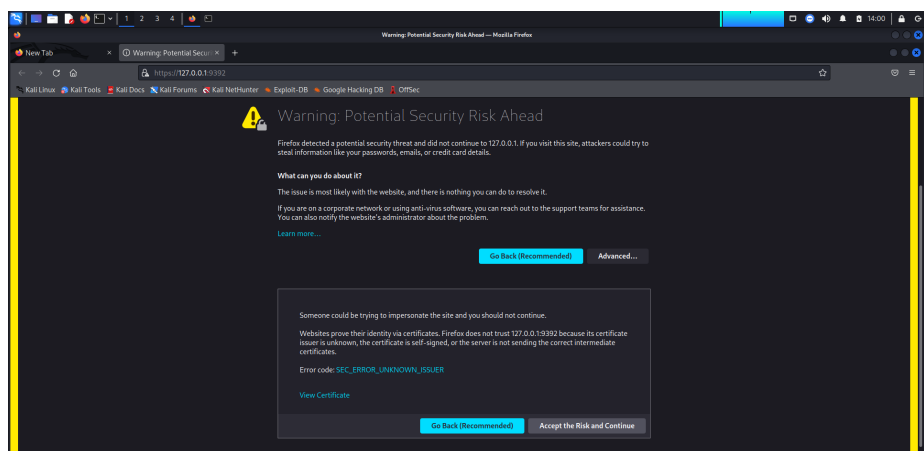 1 2 3 4
14:00
Warning: Potential Security Risk Ahead — Mozilla Firefox
New Tab
Warning: Potential Secur
https://127.0.0.1:9392
Kali Linux Kali Tools Kali Docs Kali Forums Kali NetHunter Exploit-DB Google Hacking DB OffSec
Warning: Potential Security Risk Ahead
Firefox detected a potential security threat and did not continue to 127.0.0.1. If you visit this site, attackers could try to
steal information like your passwords, emails, or credit card details.
What can you do about it?
The issue is most likely with the website, and there is nothing you can do to resolve it.
If you are on a corporate network or using anti-virus software, you can reach out to the support teams for assistance.
You can also notify the website's administrator about the problem.
Learn more...
Go Back (Recommended) Advanced...
Someone could be trying to impersonate the site and you should not continue.
Websites prove their identity via certificates. Firefox does not trust 127.0.0.1:9392 because its certificate
issuer is unknown, the certificate is self-signed, or the server is not sending the correct intermediate
certificates.
Error code: SEC_ERROR_UNKNOWN_ISSUER
View Certificate
Go Back (Recommended) Accept the Risk and Continue